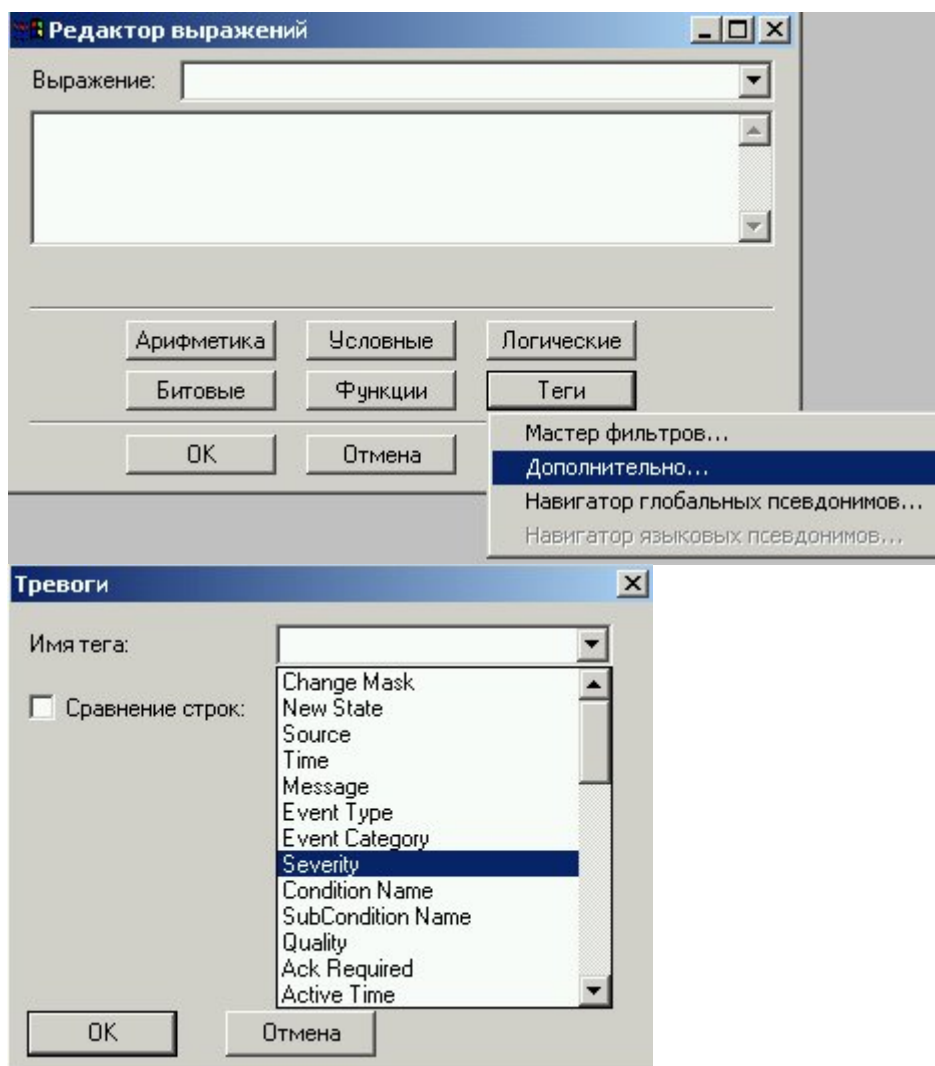 Редактор выражений
Выражение:
Арифметика Условные Логические
Битовые Функции Теги
OK Отмена
Мастер фильтров...
Дополнительно...
Навигатор глобальных псевдонимов...
Навигатор языковых псевдонимов...
Тревоги
Имя тега:
Сравнение строк:
Change Mask
New State
Source
Time
Message
Event Type
Event Category
Severity
Condition Name
SubCondition Name
Quality
Ack Required
Active Time
OK Отмена